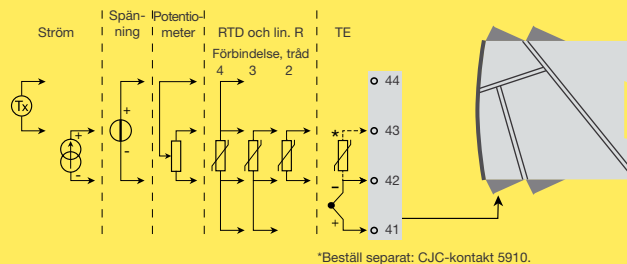 Ström
Spän-
ning
Potentio-
meter
RTD och lin. R
Förbindelse, tråd
4 3 2
TE
Tx
+
-
+
-
*
–
+
44
43
42
41
*Beställ separat: CJC-kontakt 5910.